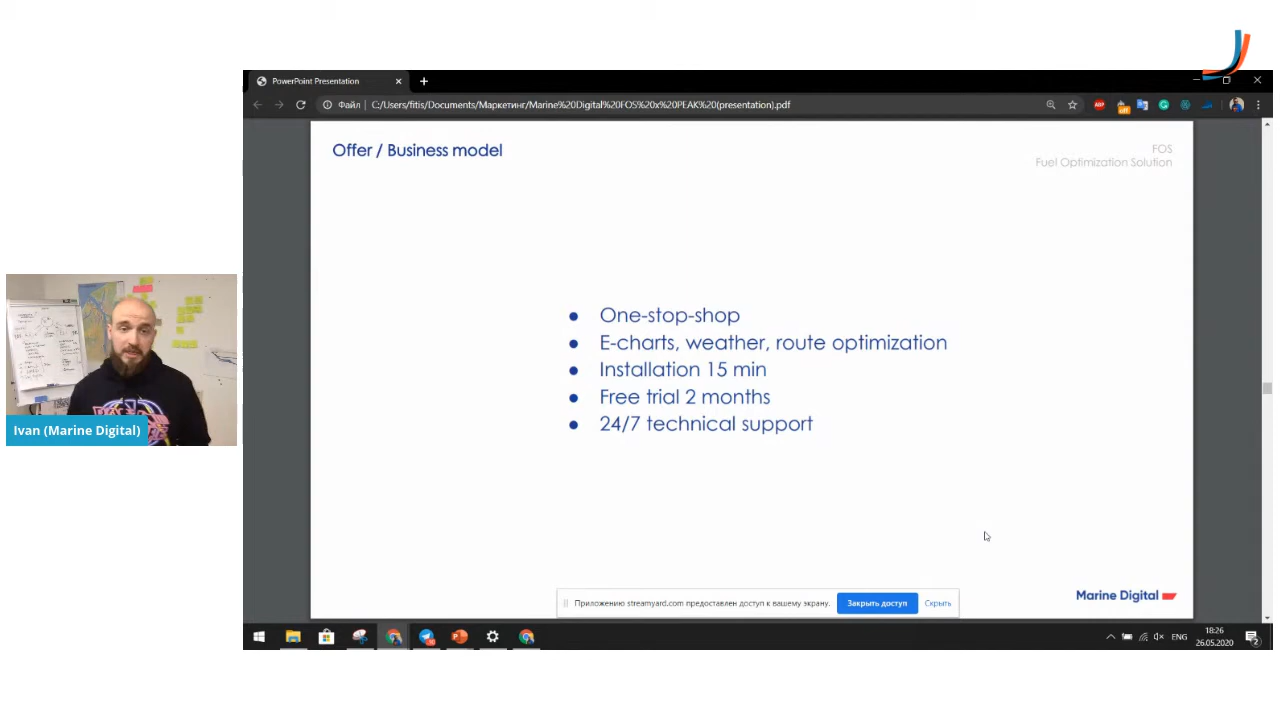 PowerPoint Presentation
Файл
C:/Users/fitis/Documents/Маркетинг/Marine%20Digital%20FOS%20x%20PEAK%20(presentation).pdf
Offer / Business model
FOS
Fuel Optimization Solution
One-stop-shop
E-charts, weather, route optimization
Installation 15 min
Free trial 2 months
24/7 technical support
Ivan (Marine Digital)
Marine Digital
Приложению streamyard.com предоставлен доступ к вашему экрану.
Закрыть доступ
Скрыть
ENG
18:26
26.05.2020